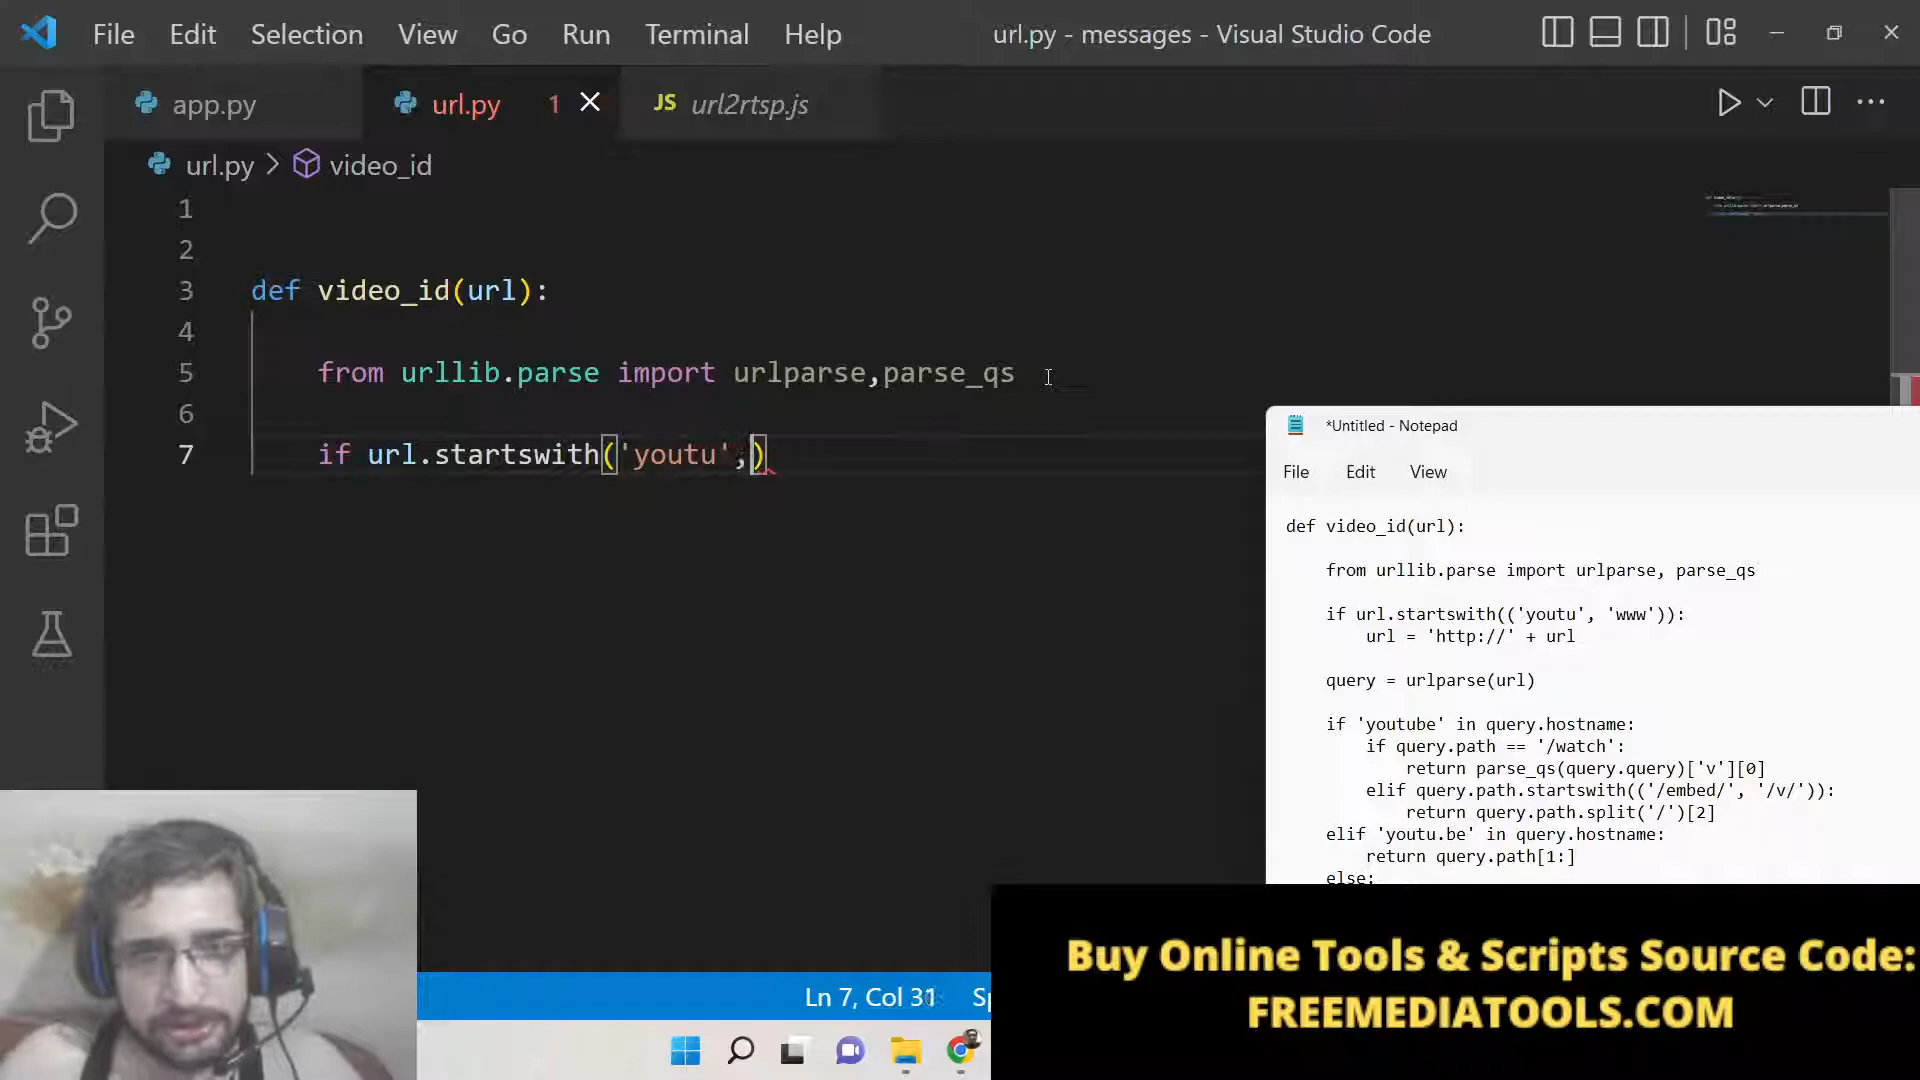 File Edit Selection View Go Run Terminal Help url.py - messages - Visual Studio Code
app.py url.py 1 JS url2rtsp.js
url.py > video_id
1
2
3 def video_id(url):
4
5 from urllib.parse import urlparse,parse_qs
6
7 if url.startswith('youtu',)
*Untitled - Notepad
File Edit View
def video_id(url):
from urllib.parse import urlparse, parse_qs
if url.startswith(('youtu', 'www')):
url = 'http://' + url
query = urlparse(url)
if 'youtube' in query.hostname:
if query.path == '/watch':
return parse_qs(query.query)['v'][0]
elif query.path.startswith(('/embed/', '/v/')):
return query.path.split('/')[2]
elif 'youtu.be' in query.hostname:
return query.path[1:]
else:
Buy Online Tools & Scripts Source Code:
FREEMEDIATOOLS.COM
Ln 7, Col 31 Sp